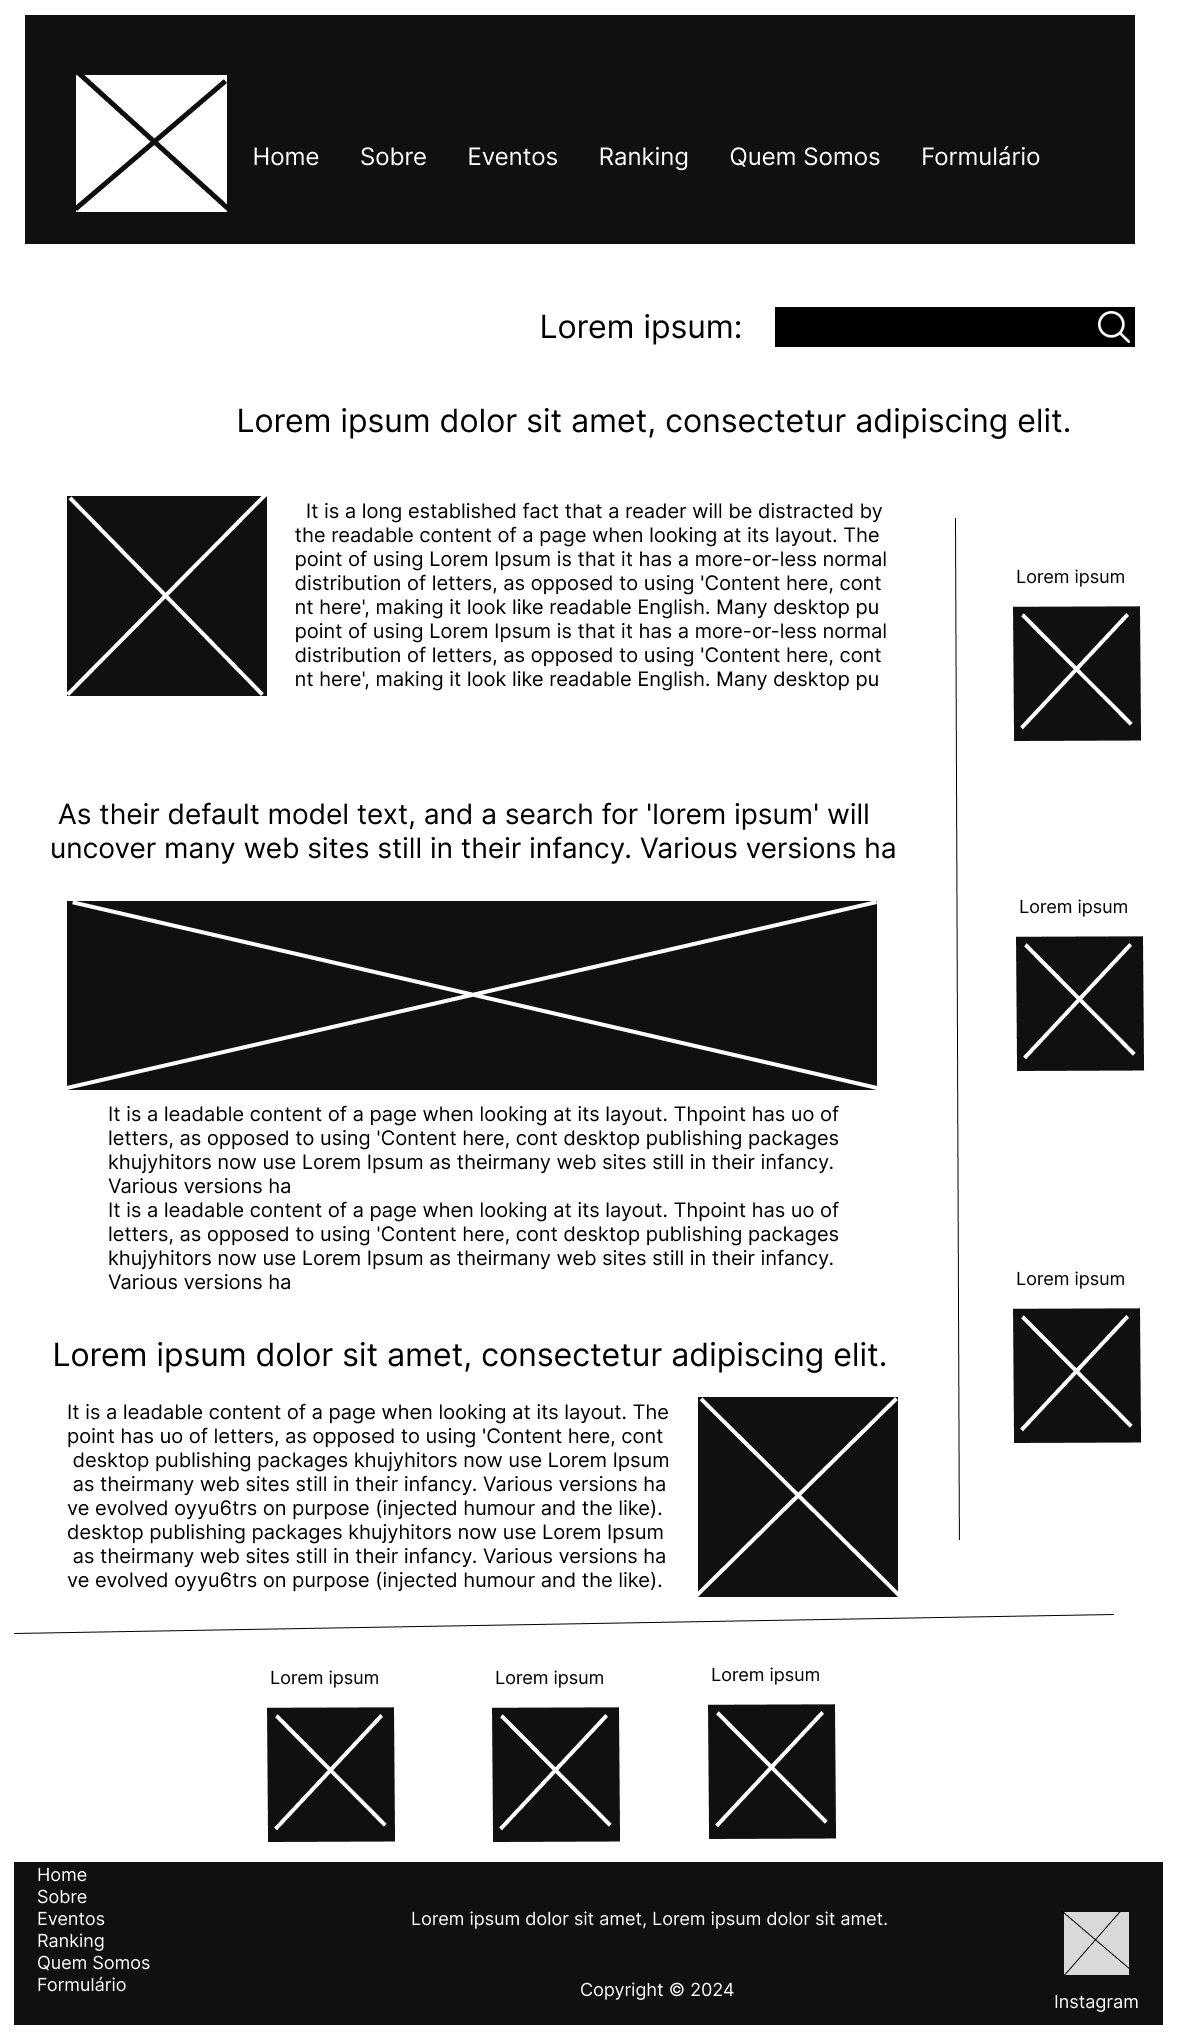 Home Sobre Eventos Ranking Quem Somos Formulário
Lorem ipsum:
Lorem ipsum dolor sit amet, consectetur adipiscing elit.
It is a long established fact that a reader will be distracted by
the readable content of a page when looking at its layout. The
point of using Lorem Ipsum is that it has a more-or-less normal
distribution of letters, as opposed to using 'Content here, cont
nt here', making it look like readable English. Many desktop pu
point of using Lorem Ipsum is that it has a more-or-less normal
distribution of letters, as opposed to using 'Content here, cont
nt here', making it look like readable English. Many desktop pu
As their default model text, and a search for 'lorem ipsum' will
uncover many web sites still in their infancy. Various versions ha
It is a leadable content of a page when looking at its layout. Thpoint has uo of
letters, as opposed to using 'Content here, cont desktop publishing packages
khujyhitors now use Lorem Ipsum as theirmany web sites still in their infancy.
Various versions ha
It is a leadable content of a page when looking at its layout. Thpoint has uo of
letters, as opposed to using 'Content here, cont desktop publishing packages
khujyhitors now use Lorem Ipsum as theirmany web sites still in their infancy.
Various versions ha
Lorem ipsum dolor sit amet, consectetur adipiscing elit.
It is a leadable content of a page when looking at its layout. The
point has uo of letters, as opposed to using 'Content here, cont
desktop publishing packages khujyhitors now use Lorem Ipsum
as theirmany web sites still in their infancy. Various versions ha
ve evolved oyyu6trs on purpose (injected humour and the like).
desktop publishing packages khujyhitors now use Lorem Ipsum
as theirmany web sites still in their infancy. Various versions ha
ve evolved oyyu6trs on purpose (injected humour and the like).
Lorem ipsum
Lorem ipsum
Lorem ipsum
Lorem ipsum
Lorem ipsum
Lorem ipsum
Home
Sobre
Eventos
Ranking
Quem Somos
Formulário
Lorem ipsum dolor sit amet, Lorem ipsum dolor sit amet.
Copyright © 2024
Instagram